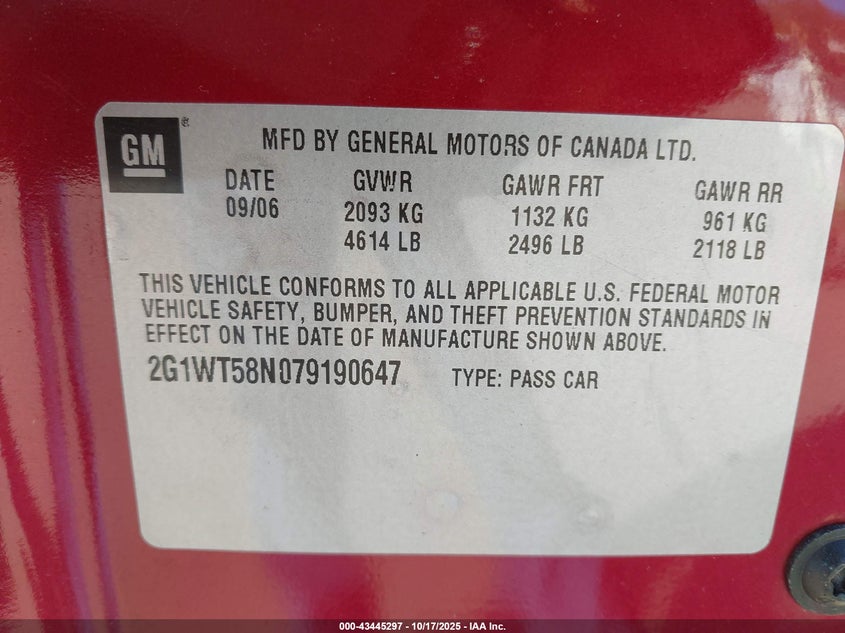 GM ®
MFD BY GENERAL MOTORS OF CANADA LTD.
DATE GVWR GAWR FRT GAWR RR
09/06 2093 KG 1132 KG 961 KG
4614 LB 2496 LB 2118 LB
THIS VEHICLE CONFORMS TO ALL APPLICABLE U.S. FEDERAL MOTOR
VEHICLE SAFETY, BUMPER, AND THEFT PREVENTION STANDARDS IN
EFFECT ON THE DATE OF MANUFACTURE SHOWN ABOVE.
2G1WT58N079190647 TYPE: PASS CAR
000-43445297 - 10/17/2025 - IAA Inc.